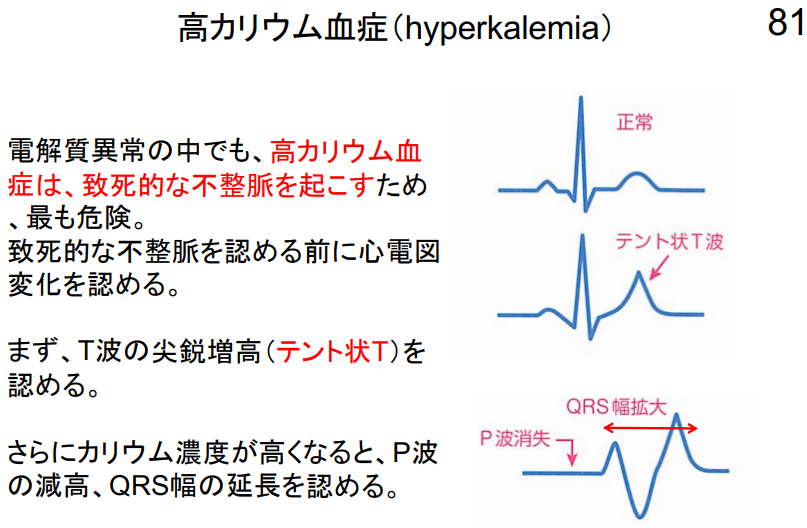 高カリウム血症（hyperkalemia）
81
電解質異常の中でも、高カリウム血
症は、致死的な不整脈を起こすため
、最も危険。
致死的な不整脈を認める前に心電図
変化を認める。
まず、T波の尖鋭増高（テント状T）を
認める。
さらにカリウム濃度が高くなると、P波
の減高、QRS幅の延長を認める。
正常
テント状T波
QRS幅拡大
P波消失